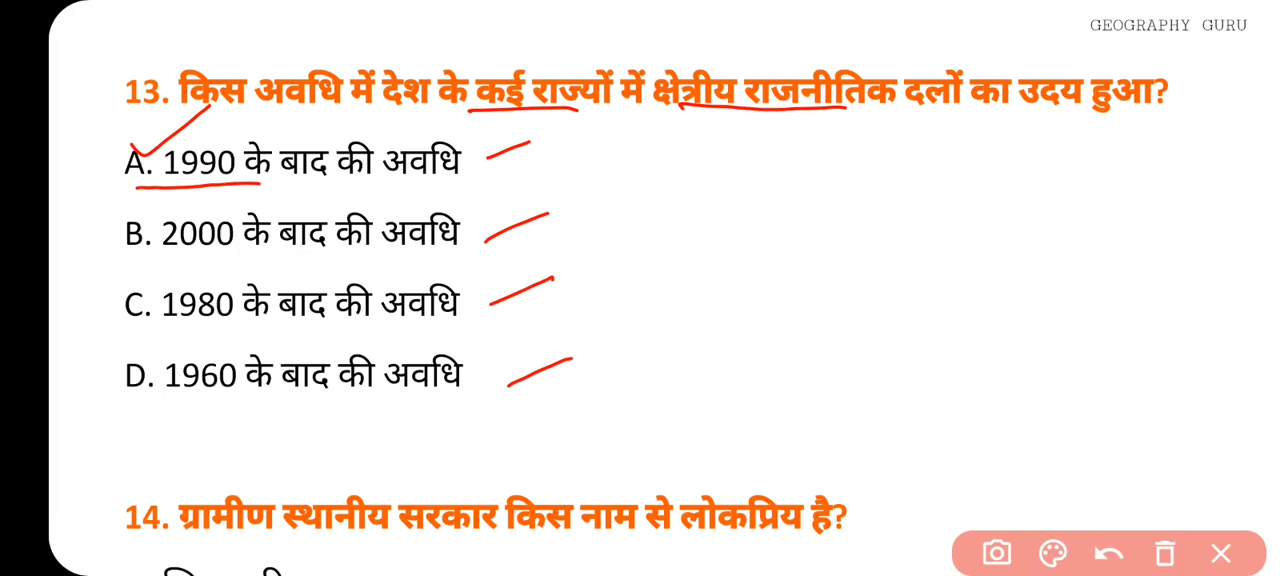 GEOGRAPHY GURU
13. किस अवधि में देश के कई राज्यों में क्षेत्रीय राजनीतिक दलों का उदय हुआ?
A. 1990 के बाद की अवधि
B. 2000 के बाद की अवधि
C. 1980 के बाद की अवधि
D. 1960 के बाद की अवधि
14. ग्रामीण स्थानीय सरकार किस नाम से लोकप्रिय है?